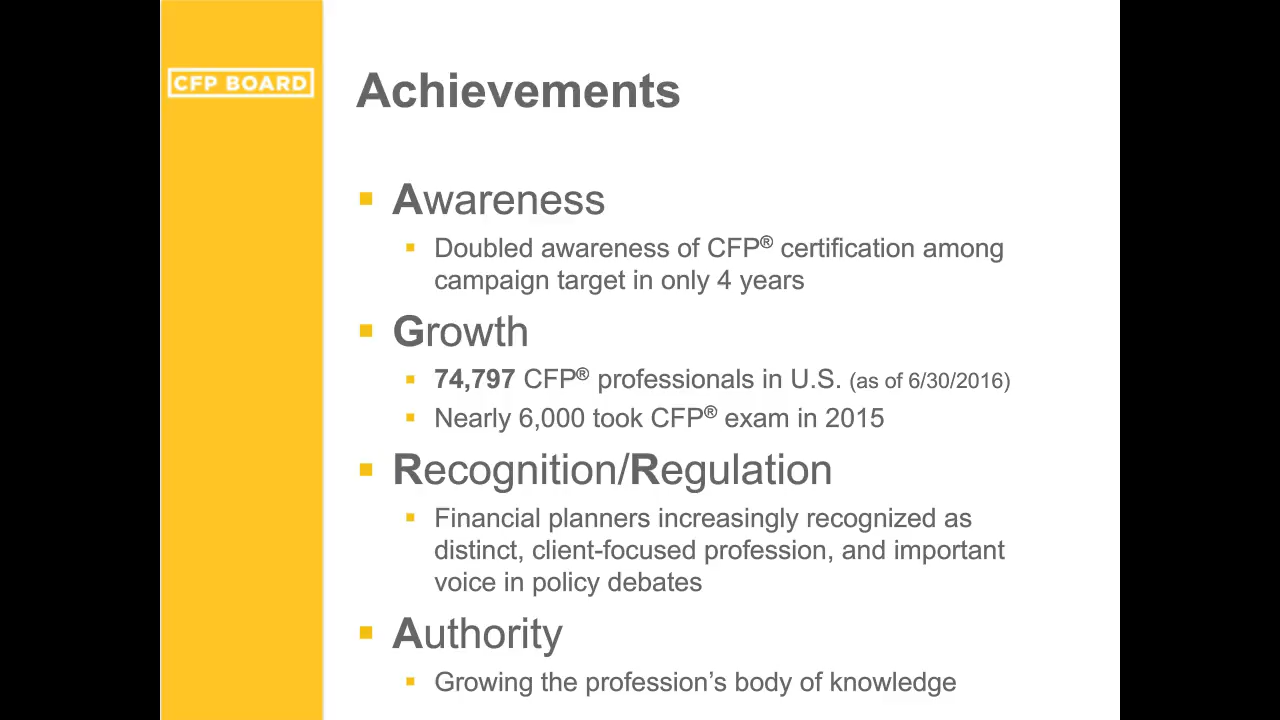 CFP BOARD
Achievements
Awareness
Doubled awareness of CFP® certification among
campaign target in only 4 years
Growth
74,797 CFP® professionals in U.S. (as of 6/30/2016)
Nearly 6,000 took CFP® exam in 2015
Recognition/Regulation
Financial planners increasingly recognized as
distinct, client-focused profession, and important
voice in policy debates
Authority
Growing the profession’s body of knowledge